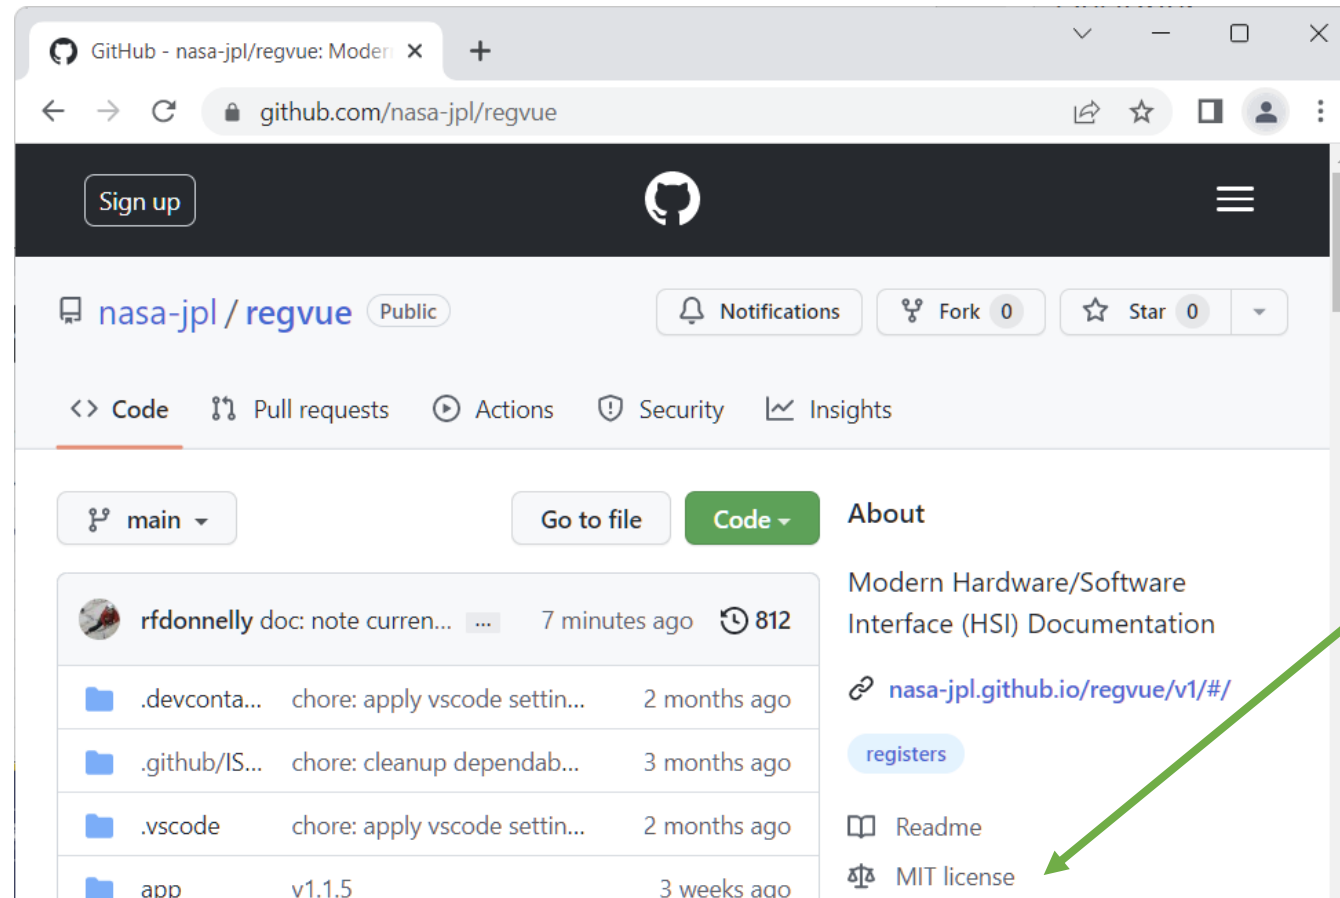 GitHub - nasa-jpl/regvue: Moder
github.com/nasa-jpl/regvue
Sign up
nasa-jpl / regvue Public
Notifications Fork 0 Star 0
Code Pull requests Actions Security Insights
main Go to file Code
About
Modern Hardware/Software
Interface (HSI) Documentation
nasa-jpl.github.io/regvue/v1/#/
registers
Readme
MIT license
rfdonnelly doc: note curren... ... 7 minutes ago 812
.devconta... chore: apply vscode settin... 2 months ago
.github/IS... chore: cleanup dependab... 3 months ago
.vscode chore: apply vscode settin... 2 months ago
app v1.1.5 3 weeks ago